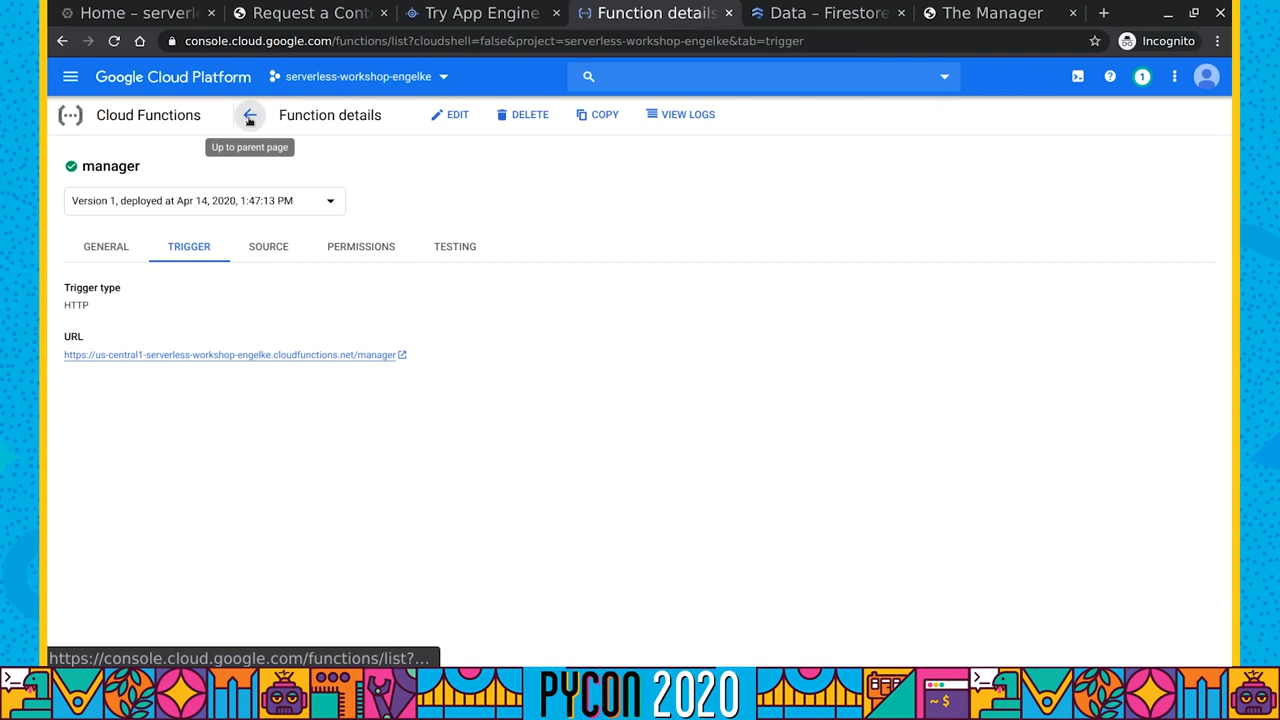 Home – serverl
Request a Cont
Try App Engine
Function details
Data – Firestore
The Manager
console.cloud.google.com/functions/list?cloudshell=false&project=serverless-workshop-engelke&tab=trigger
Incognito
Google Cloud Platform
serverless-workshop-engelke
1
Cloud Functions
Function details
EDIT
DELETE
COPY
VIEW LOGS
Up to parent page
manager
Version 1, deployed at Apr 14, 2020, 1:47:13 PM
GENERAL
TRIGGER
SOURCE
PERMISSIONS
TESTING
Trigger type
HTTP
URL
https://us-central1-serverless-workshop-engelke.cloudfunctions.net/manager
https://console.cloud.google.com/functions/list?...
PYCON 2020
~ $